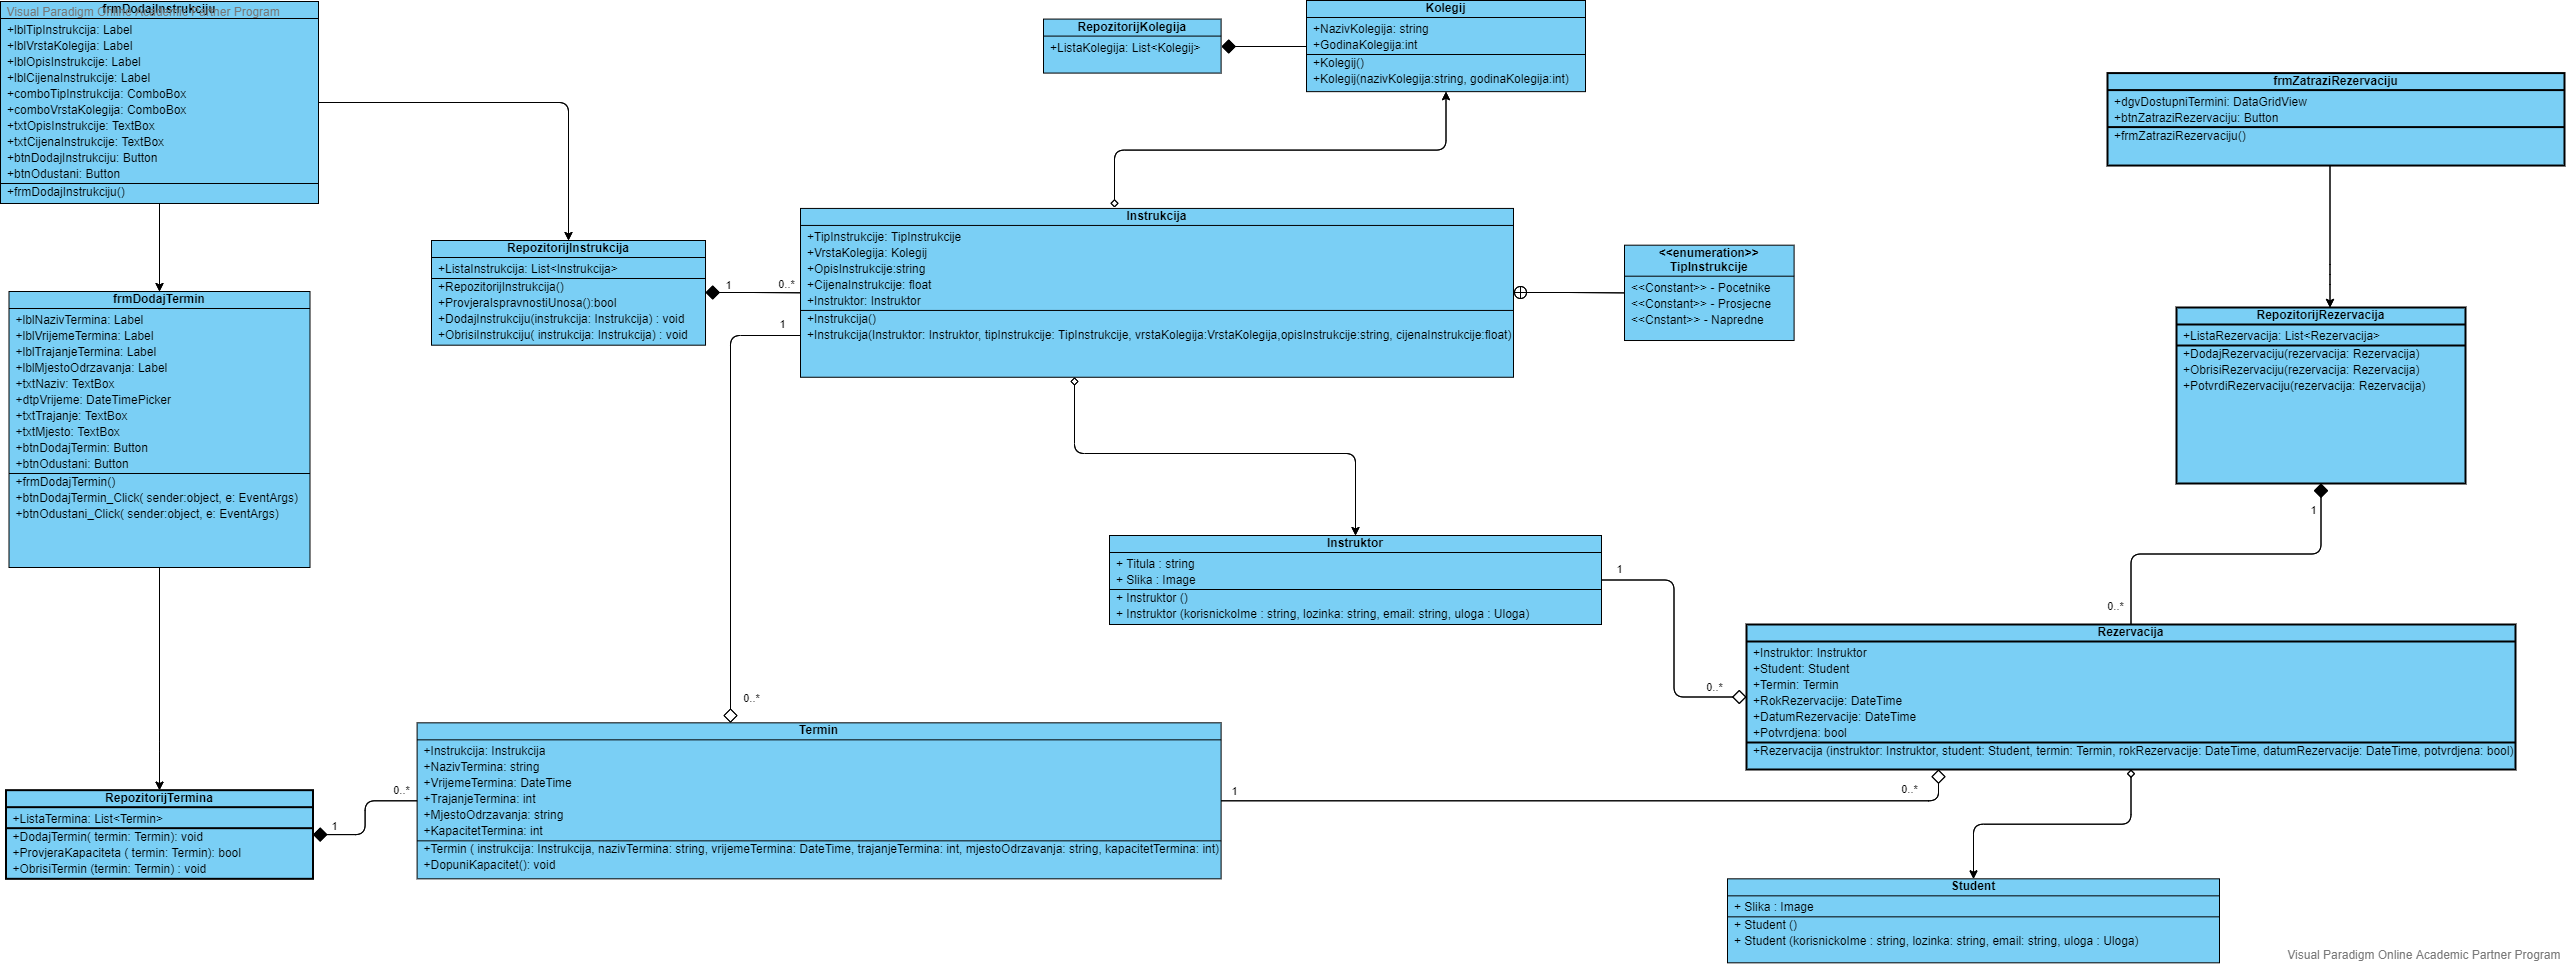 Visual Paradigm Online Academic Partner Program
frmDodajInstrukciju
+lblTipInstrukcija: Label
+lblVrstaKolegija: Label
+lblOpisInstrukcije: Label
+lblCijenaInstrukcije: Label
+comboTipInstrukcija: ComboBox
+comboVrstaKolegija: ComboBox
+txtOpisInstrukcije: TextBox
+txtCijenaInstrukcije: TextBox
+btnDodajInstrukciju: Button
+btnOdustani: Button
+frmDodajInstrukciju()
RepozitorijKolegija
+ListaKolegija: List<Kolegij>
Kolegij
+NazivKolegija: string
+GodinaKolegija:int
+Kolegij()
+Kolegij(nazivKolegija:string, godinaKolegija:int)
frmZatraziRezervaciju
+dgvDostupniTermini: DataGridView
+btnZatraziRezervaciju: Button
+frmZatraziRezervaciju()
RepozitorijInstrukcija
+ListaInstrukcija: List<Instrukcija>
+RepozitorijInstrukcija()
+ProvjeraIspravnostiUnosa():bool
+DodajInstrukciju(instrukcija: Instrukcija) : void
+ObrisiInstrukciju( instrukcija: Instrukcija) : void
1
0..*
1
Instrukcija
+TipInstrukcije: TipInstrukcije
+VrstaKolegija: Kolegij
+OpisInstrukcije:string
+CijenaInstrukcije: float
+Instruktor: Instruktor
+Instrukcija()
+Instrukcija(Instruktor: Instruktor, tipInstrukcije: TipInstrukcije, vrstaKolegija:VrstaKolegija,opisInstrukcije:string, cijenaInstrukcije:float)
<<enumeration>>
TipInstrukcije
<<Constant>> - Pocetnike
<<Constant>> - Prosjecne
<<Cnstant>> - Napredne
frmDodajTermin
+lblNazivTermina: Label
+lblVrijemeTermina: Label
+lblTrajanjeTermina: Label
+lblMjestoOdrzavanja: Label
+txtNaziv: TextBox
+dtpVrijeme: DateTimePicker
+txtTrajanje: TextBox
+txtMjesto: TextBox
+btnDodajTermin: Button
+btnOdustani: Button
+frmDodajTermin()
+btnDodajTermin_Click( sender:object, e: EventArgs)
+btnOdustani_Click( sender:object, e: EventArgs)
RepozitorijRezervacija
+ListaRezervacija: List<Rezervacija>
+DodajRezervaciju(rezervacija: Rezervacija)
+ObrisiRezervaciju(rezervacija: Rezervacija)
+PotvrdiRezervaciju(rezervacija: Rezervacija)
1
0..*
Instruktor
+ Titula : string
+ Slika : Image
+ Instruktor ()
+ Instruktor (korisnickoIme : string, lozinka: string, email: string, uloga : Uloga)
1
0..*
Rezervacija
+Instruktor: Instruktor
+Student: Student
+Termin: Termin
+RokRezervacije: DateTime
+DatumRezervacije: DateTime
+Potvrdjena: bool
+Rezervacija (instruktor: Instruktor, student: Student, termin: Termin, rokRezervacije: DateTime, datumRezervacije: DateTime, potvrdjena: bool)
0..*
Termin
+Instrukcija: Instrukcija
+NazivTermina: string
+VrijemeTermina: DateTime
+TrajanjeTermina: int
+MjestoOdrzavanja: string
+KapacitetTermina: int
+Termin ( instrukcija: Instrukcija, nazivTermina: string, vrijemeTermina: DateTime, trajanjeTermina: int, mjestoOdrzavanja: string, kapacitetTermina: int)
+DopuniKapacitet(): void
1
0..*
RepozitorijTermina
+ListaTermina: List<Termin>
+DodajTermin( termin: Termin): void
+ProvjeraKapaciteta ( termin: Termin): bool
+ObrisiTermin (termin: Termin) : void
1
0..*
Student
+ Slika : Image
+ Student ()
+ Student (korisnickoIme : string, lozinka: string, email: string, uloga : Uloga)
Visual Paradigm Online Academic Partner Program